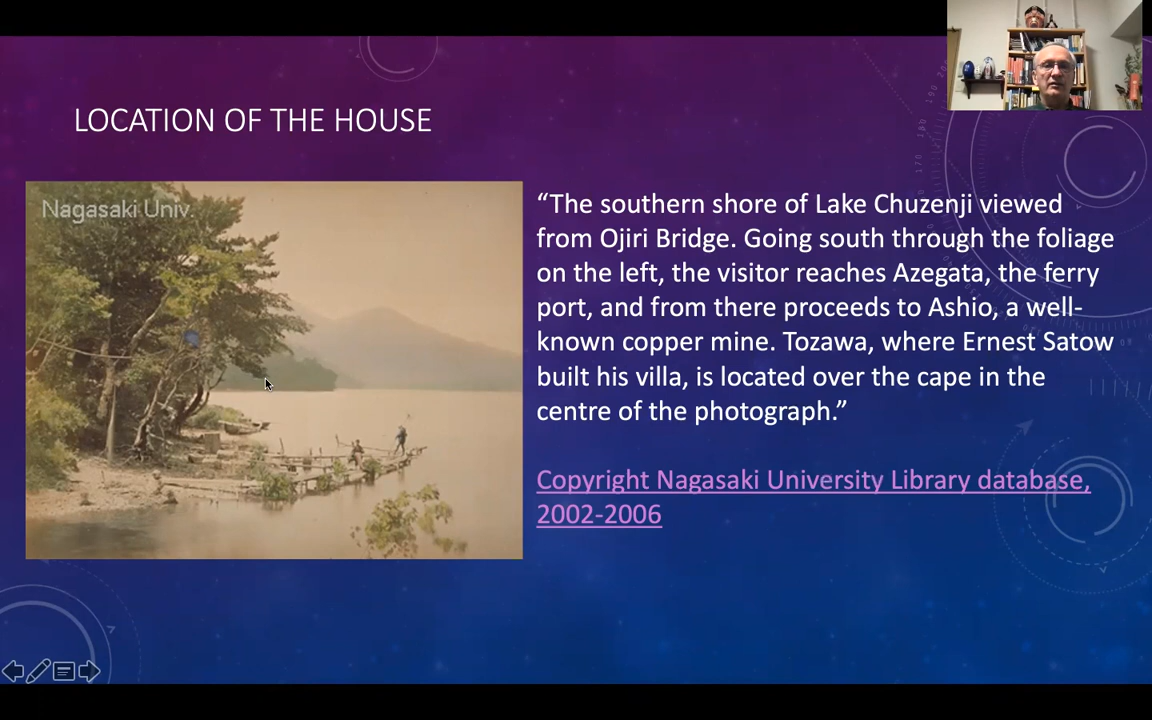 LOCATION OF THE HOUSE
Nagasaki Univ.
“The southern shore of Lake Chuzenji viewed
from Ojiri Bridge. Going south through the foliage
on the left, the visitor reaches Azegata, the ferry
port, and from there proceeds to Ashio, a well-
known copper mine. Tozawa, where Ernest Satow
built his villa, is located over the cape in the
centre of the photograph.”
Copyright Nagasaki University Library database,
2002-2006